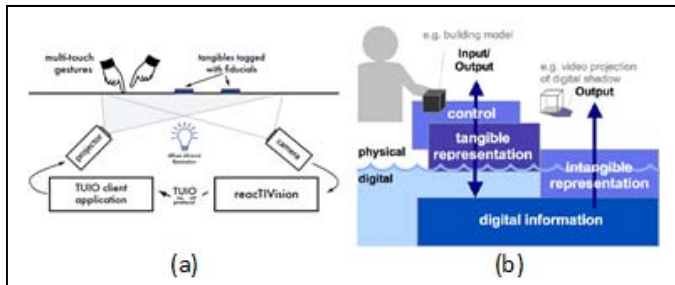 multi-touch
gestures
tangibles tagged
with fiducials
projector
camera
diffuse infrared
illumination
TUIO client
application
TUIO
protocol
reacTIVision
(a)
e.g. building model
Input/
Output
e.g. video projection
of digital shadow
Output
control
tangible
representation
physical
digital
intangible
representation
digital information
(b)